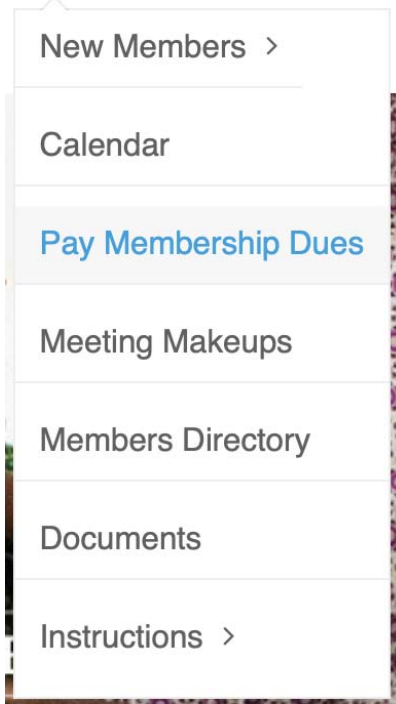 New Members >
Calendar
Pay Membership Dues
Meeting Makeups
Members Directory
Documents
Instructions >